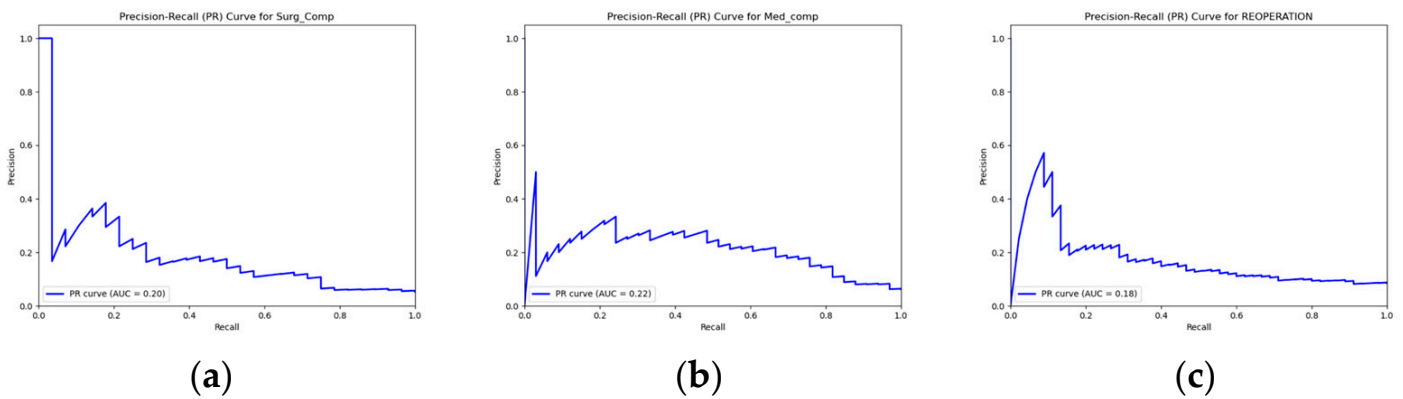 Precision-Recall (PR) Curve for Surg_Comp
1.0
0.8
0.6
0.4
0.2
0.0
Precision
PR curve (AUC = 0.20)
0.0 0.2 0.4 0.6 0.8 1.0
Recall
(a)
Precision-Recall (PR) Curve for Med_comp
1.0
0.8
0.6
0.4
0.2
0.0
Precision
PR curve (AUC = 0.22)
0.0 0.2 0.4 0.6 0.8 1.0
Recall
(b)
Precision-Recall (PR) Curve for REOPERATION
1.0
0.8
0.6
0.4
0.2
0.0
Precision
PR curve (AUC = 0.18)
0.0 0.2 0.4 0.6 0.8 1.0
Recall
(c)